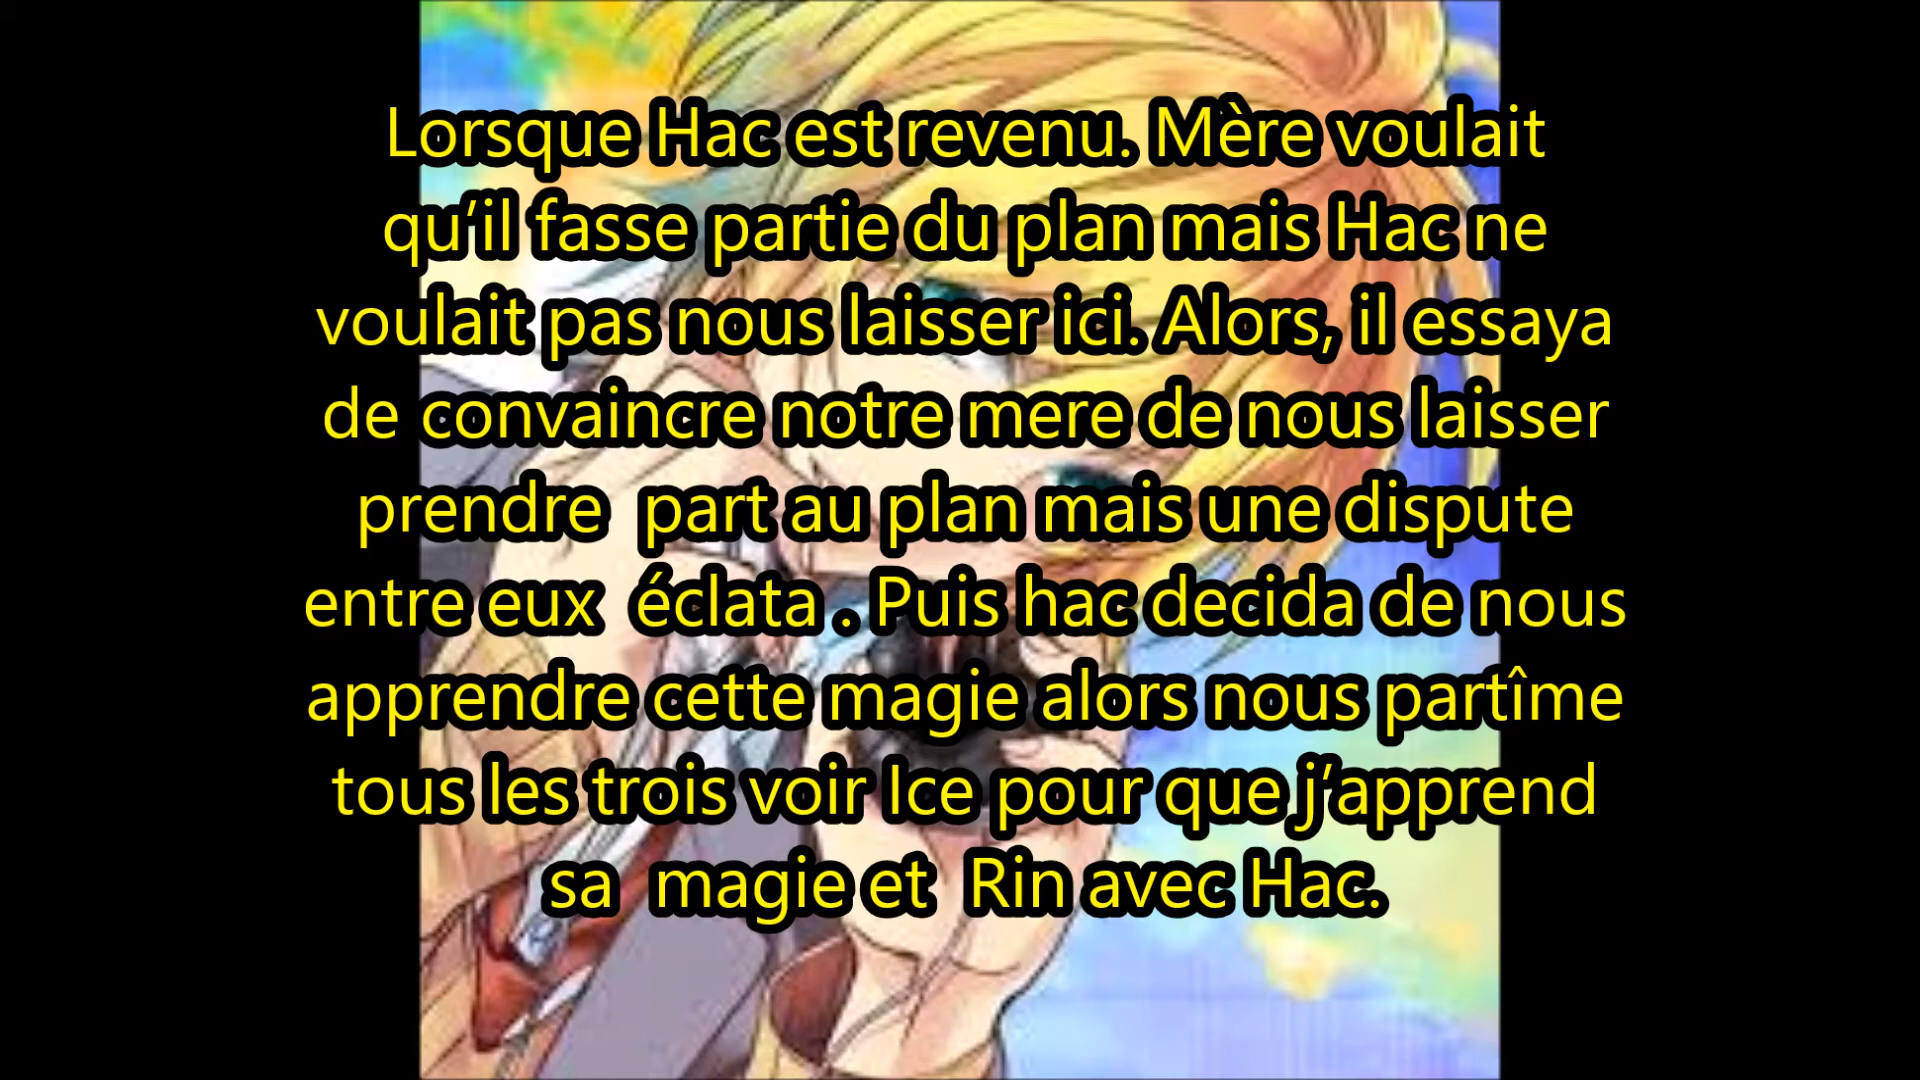 Lorsque Hac est revenu. Mère voulait
qu’il fasse partie du plan mais Hac ne
voulait pas nous laisser ici. Alors, il essaya
de convaincre notre mere de nous laisser
prendre part au plan mais une dispute
entre eux éclata . Puis hac decida de nous
apprendre cette magie alors nous partîme
tous les trois voir Ice pour que j’apprend
sa magie et Rin avec Hac.